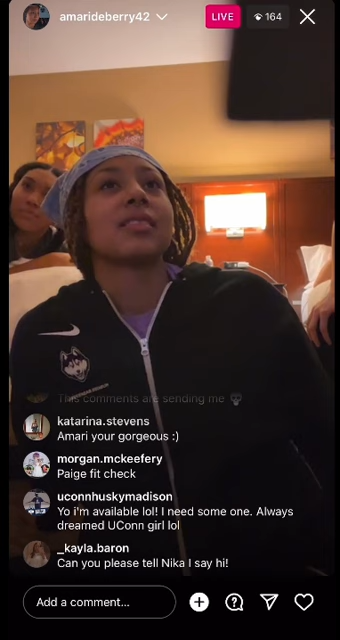 amarideberry42
LIVE
164
This comments are sending me 💀
katarina.stevens
Amari your gorgeous :)
morgan.mckeefery
Paige fit check
uconnhuskymadison
Yo i'm available lol! I need some one. Always
dreamed UConn girl lol
_kayla.baron
Can you please tell Nika I say hi!
Add a comment...